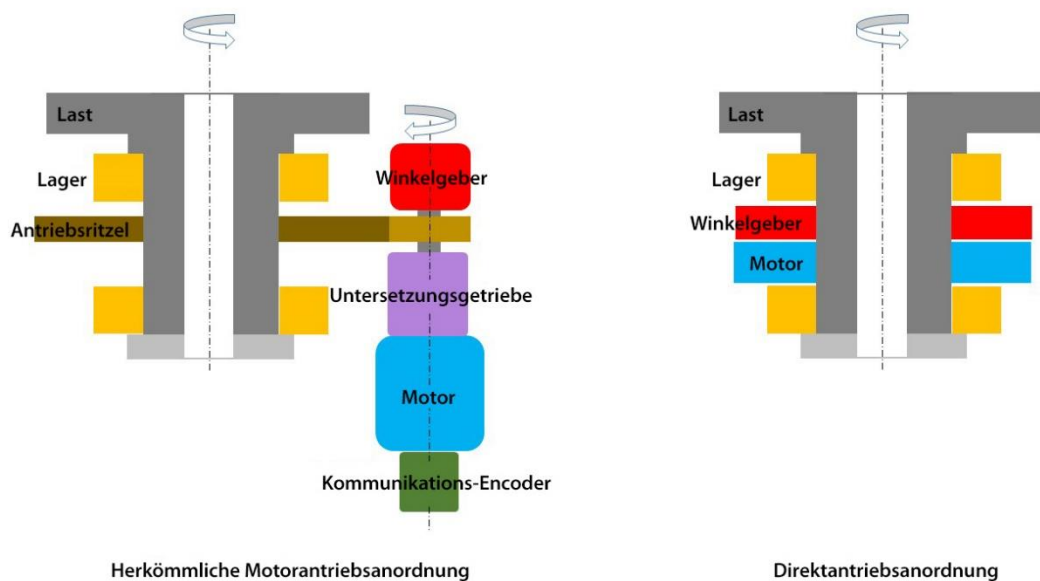 Last
Lager
Antriebsritzel
Winkelgeber
Untersetzungsgetriebe
Motor
Kommunikations-Encoder
Herkömmliche Motorantriebsanordnung
Last
Lager
Winkelgeber
Motor
Direktantriebsanordnung